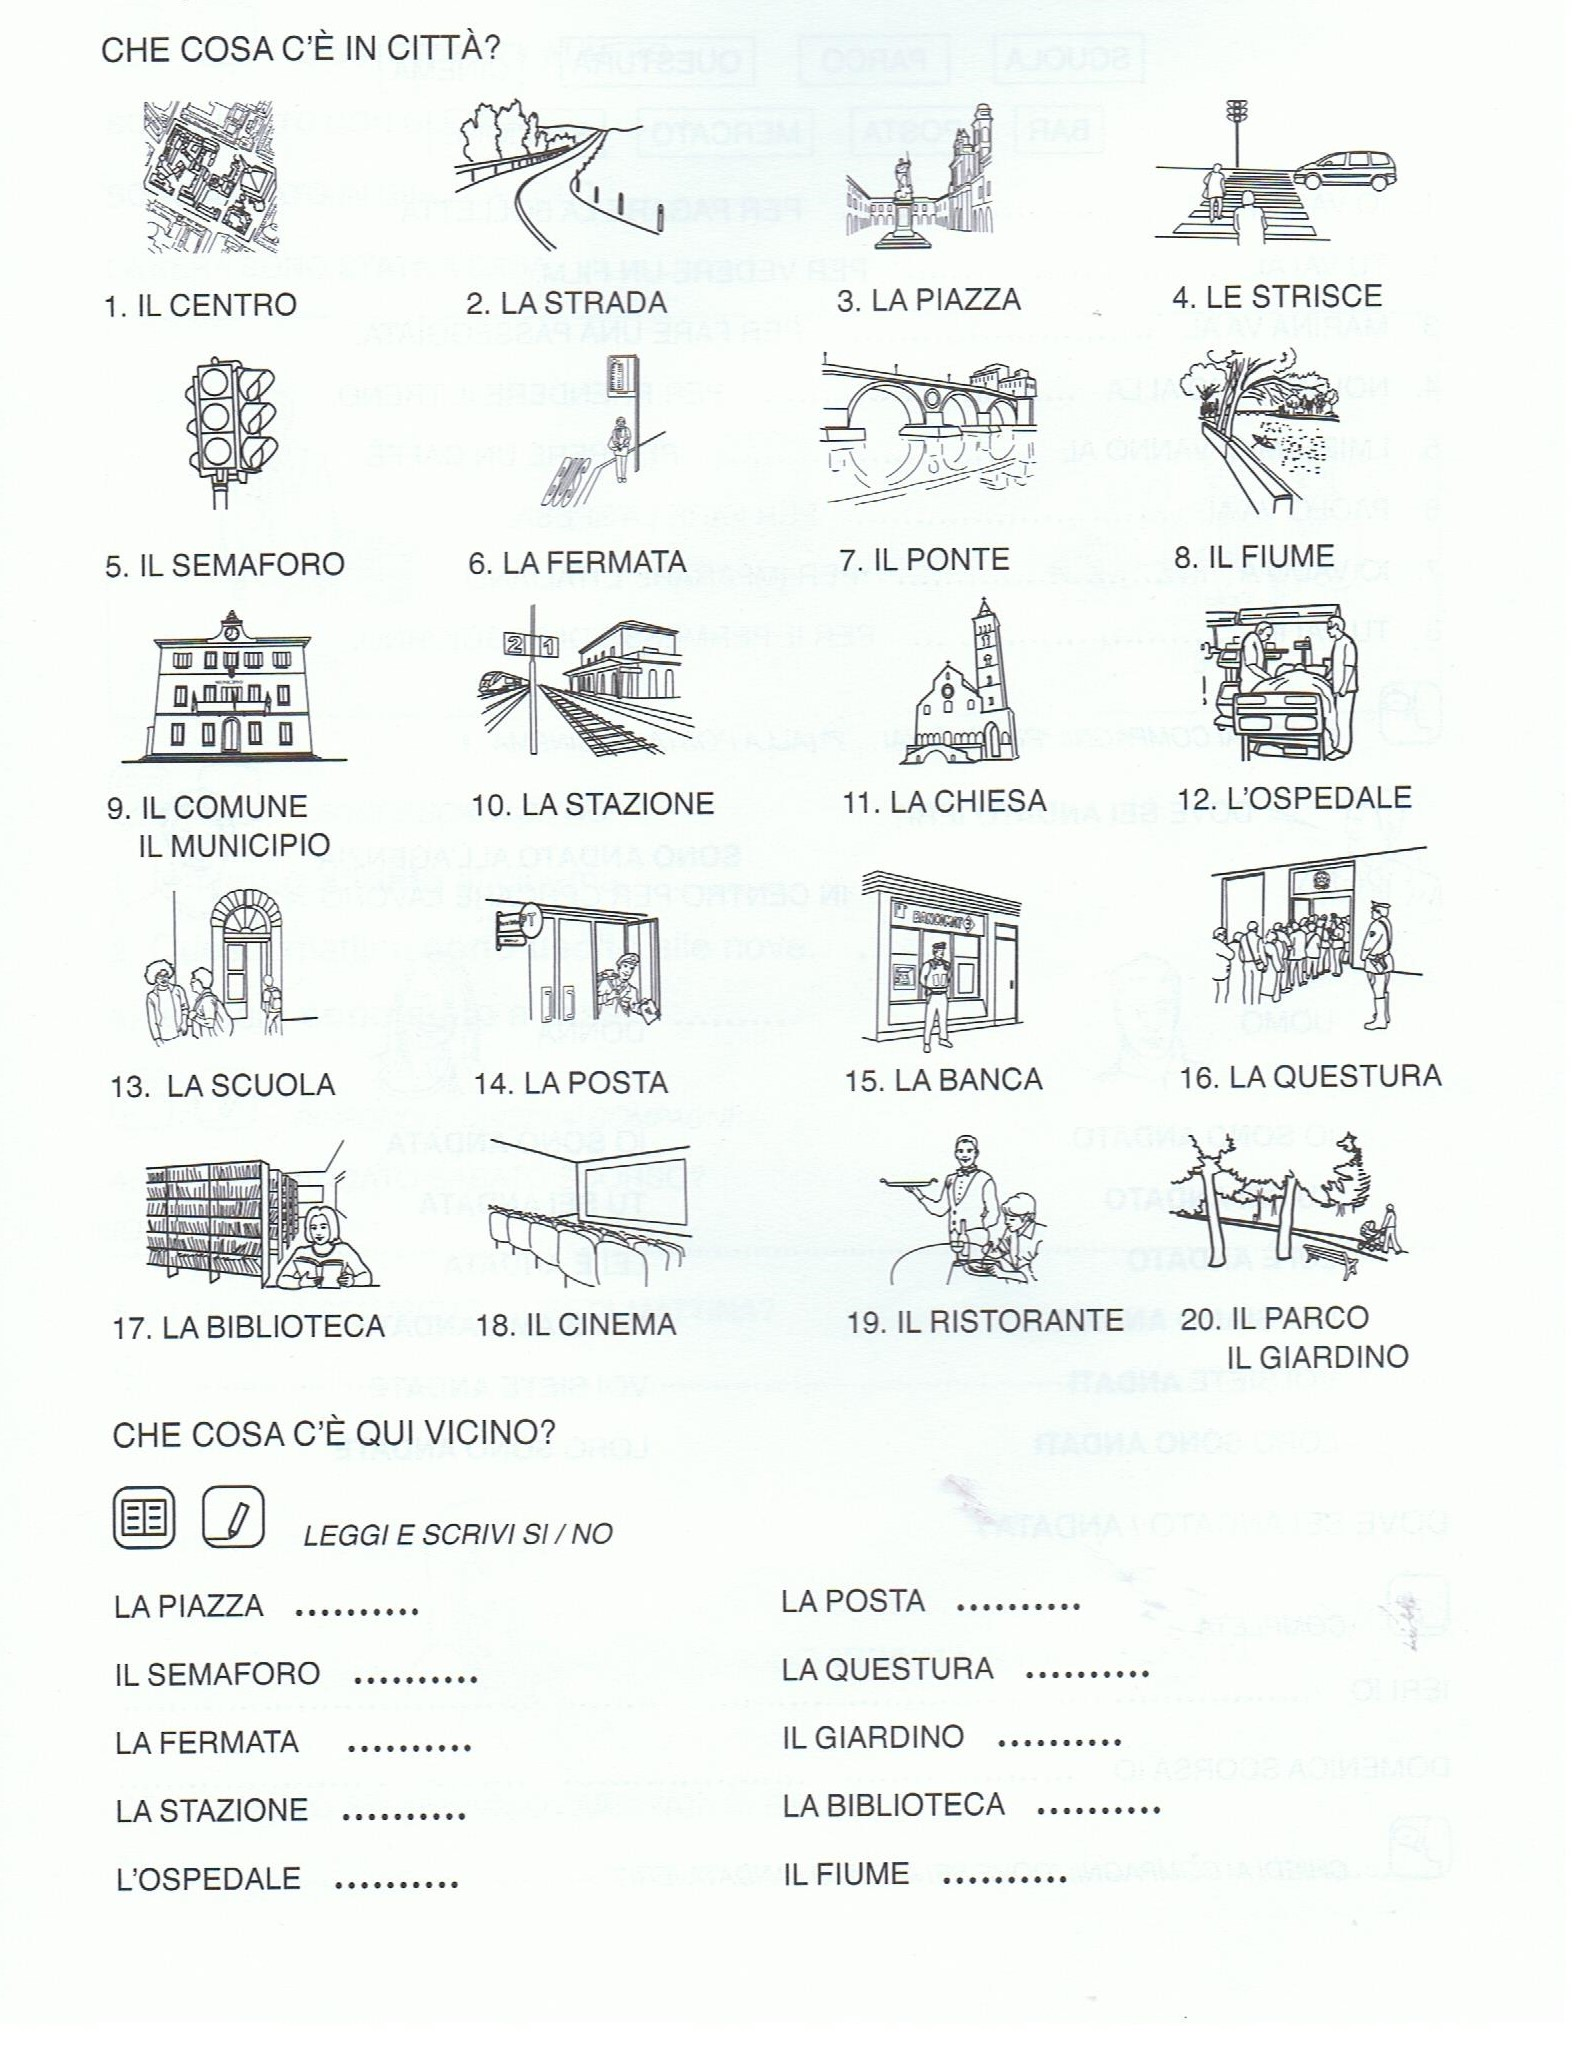 CHE COSA C'È IN CITTÀ?
1. IL CENTRO
2. LA STRADA
3. LA PIAZZA
4. LE STRISCE
5. IL SEMAFORO
6. LA FERMATA
7. IL PONTE
8. IL FIUME
2 1
9. IL COMUNE
IL MUNICIPIO
10. LA STAZIONE
11. LA CHIESA
12. L'OSPEDALE
PT
BANCOMAT
13. LA SCUOLA
14. LA POSTA
15. LA BANCA
16. LA QUESTURA
17. LA BIBLIOTECA
18. IL CINEMA
19. IL RISTORANTE
20. IL PARCO
IL GIARDINO
CHE COSA C'È QUI VICINO?
LEGGI E SCRIVI SI / NO
LA PIAZZA ..........
LA POSTA ..........
IL SEMAFORO ..........
LA QUESTURA ..........
LA FERMATA ..........
IL GIARDINO ..........
LA STAZIONE ..........
LA BIBLIOTECA ..........
L'OSPEDALE ..........
IL FIUME ..........